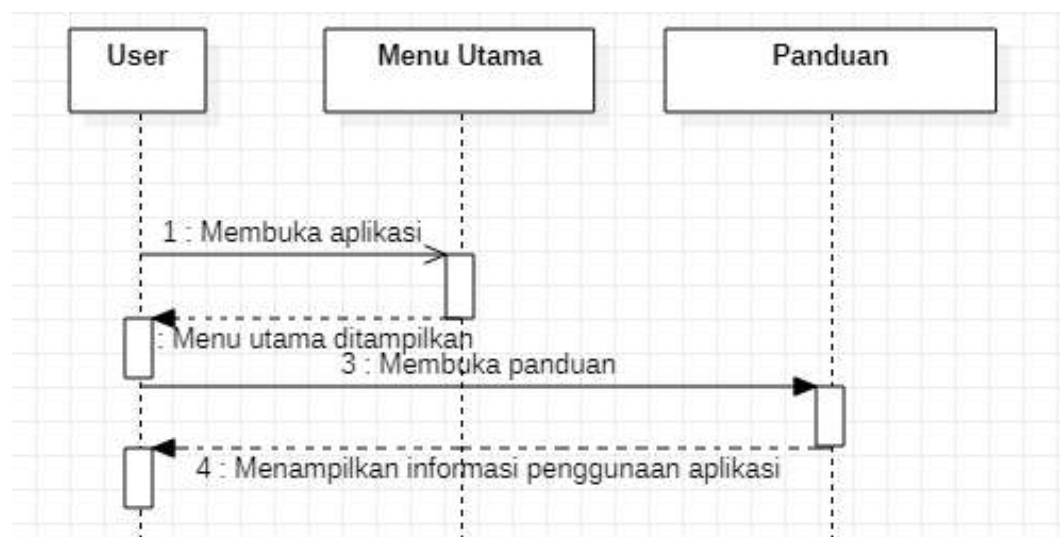 User
Menu Utama
Panduan
1 : Membuka aplikasi
: Menu utama ditampilkan
3 : Membuka panduan
4 : Menampilkan informasi penggunaan aplikasi